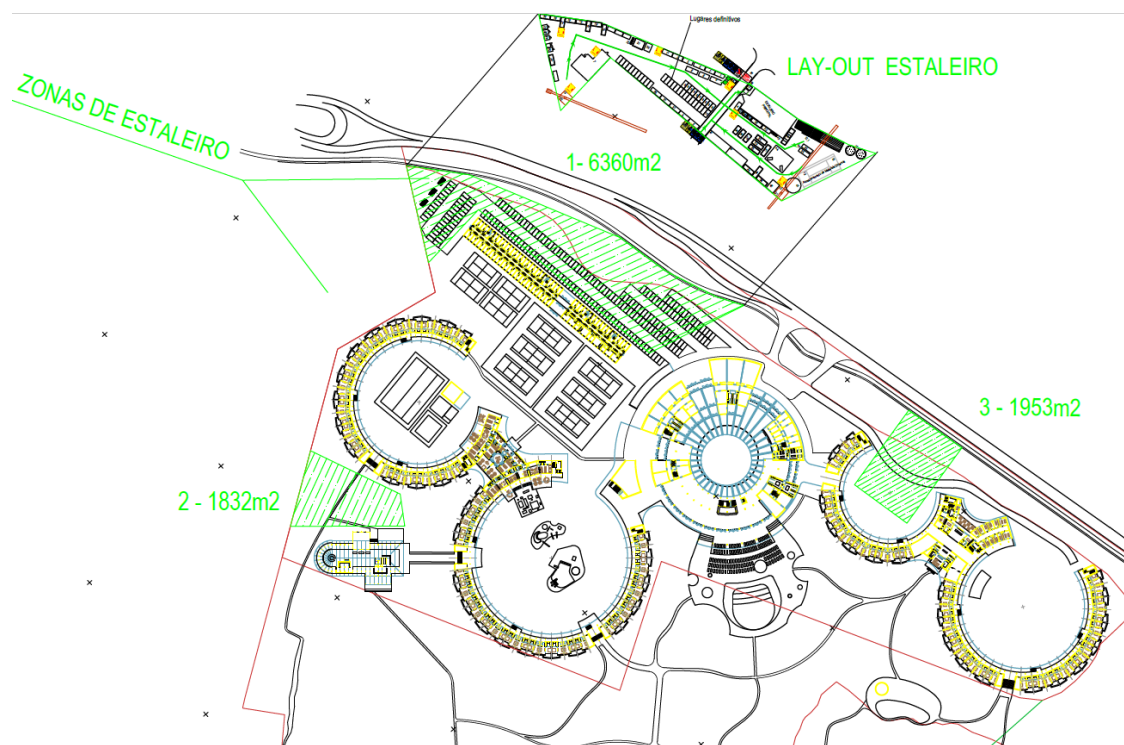 Lugares definitivos
LAY-OUT ESTALEIRO
ZONAS DE ESTALEIRO
1- 6360m2
3 - 1953m2
2 - 1832m2